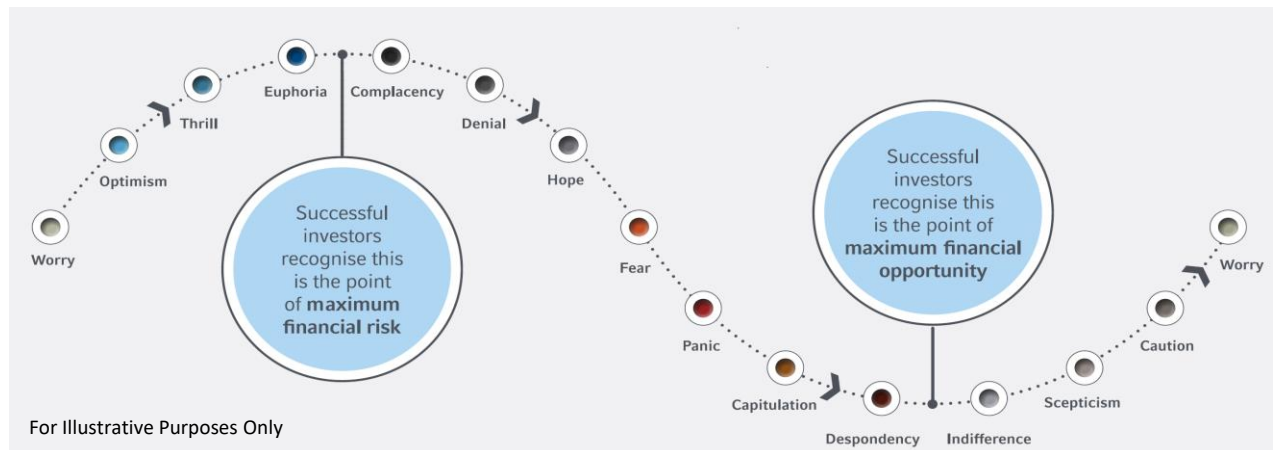 Worry
Optimism
Thrill
Euphoria
Complacency
Denial
Hope
Fear
Panic
Capitulation
Despondency
Indifference
Scepticism
Caution
Worry
Successful
investors
recognise this
is the point
of maximum
financial risk
Successful
investors
recognise this
is the point of
maximum financial
opportunity
For Illustrative Purposes Only